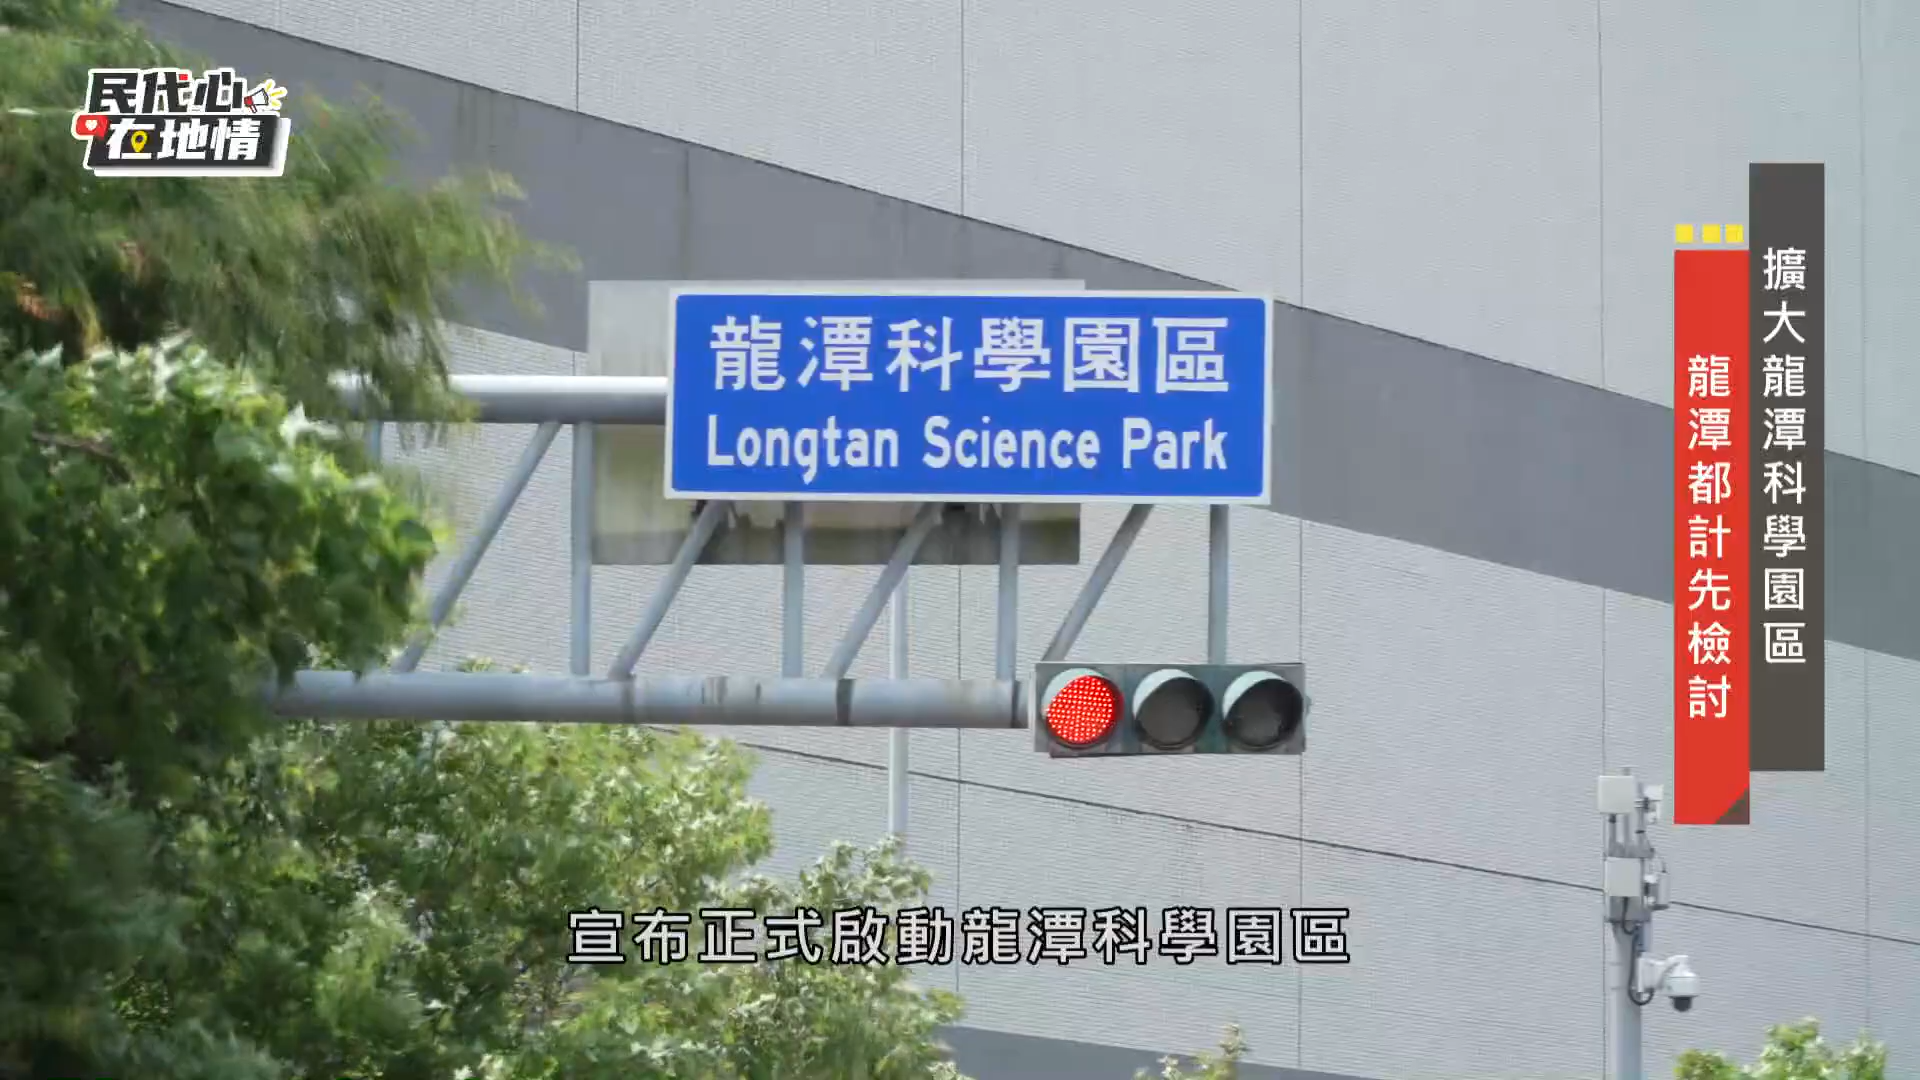 民代心
在地情
龍潭科學園區
Longtan Science Park
擴大龍潭科學園區
龍潭都計先檢討
宣布正式啟動龍潭科學園區